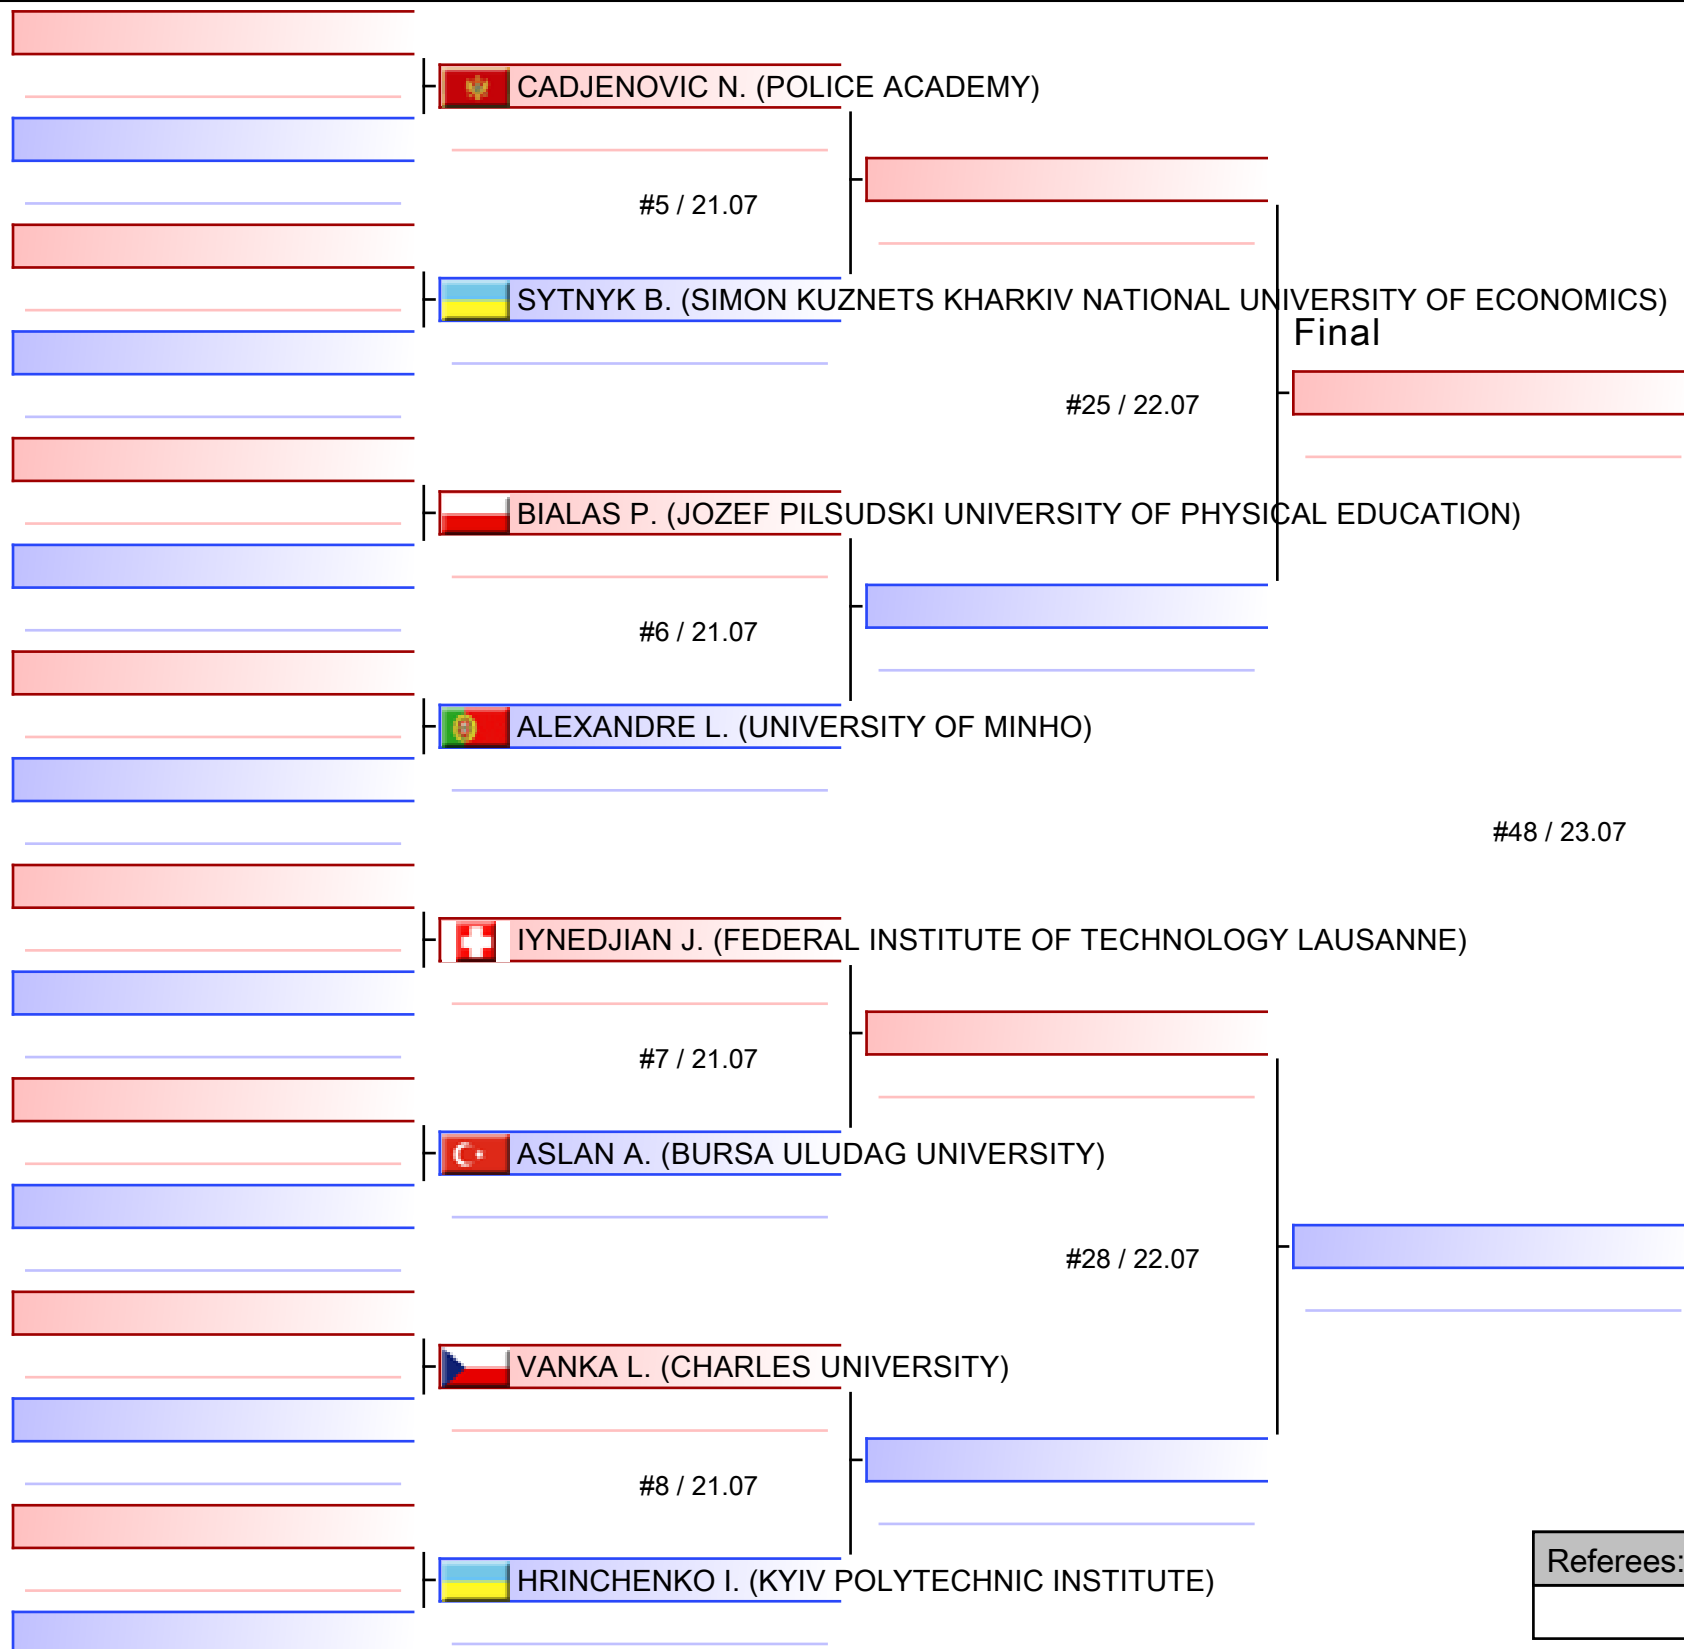 CADJENOVIC N. (POLICE ACADEMY)
#5 / 21.07
SYTNYK B. (SIMON KUZNETS KHARKIV NATIONAL UNIVERSITY OF ECONOMICS)
Final
#25 / 22.07
BIALAS P. (JOZEF PILSUDSKI UNIVERSITY OF PHYSICAL EDUCATION)
#6 / 21.07
ALEXANDRE L. (UNIVERSITY OF MINHO)
#48 / 23.07
IYNEDJIAN J. (FEDERAL INSTITUTE OF TECHNOLOGY LAUSANNE)
#7 / 21.07
ASLAN A. (BURSA ULUDAG UNIVERSITY)
#28 / 22.07
VANKA L. (CHARLES UNIVERSITY)
#8 / 21.07
HRINCHENKO I. (KYIV POLYTECHNIC INSTITUTE)
Referees: